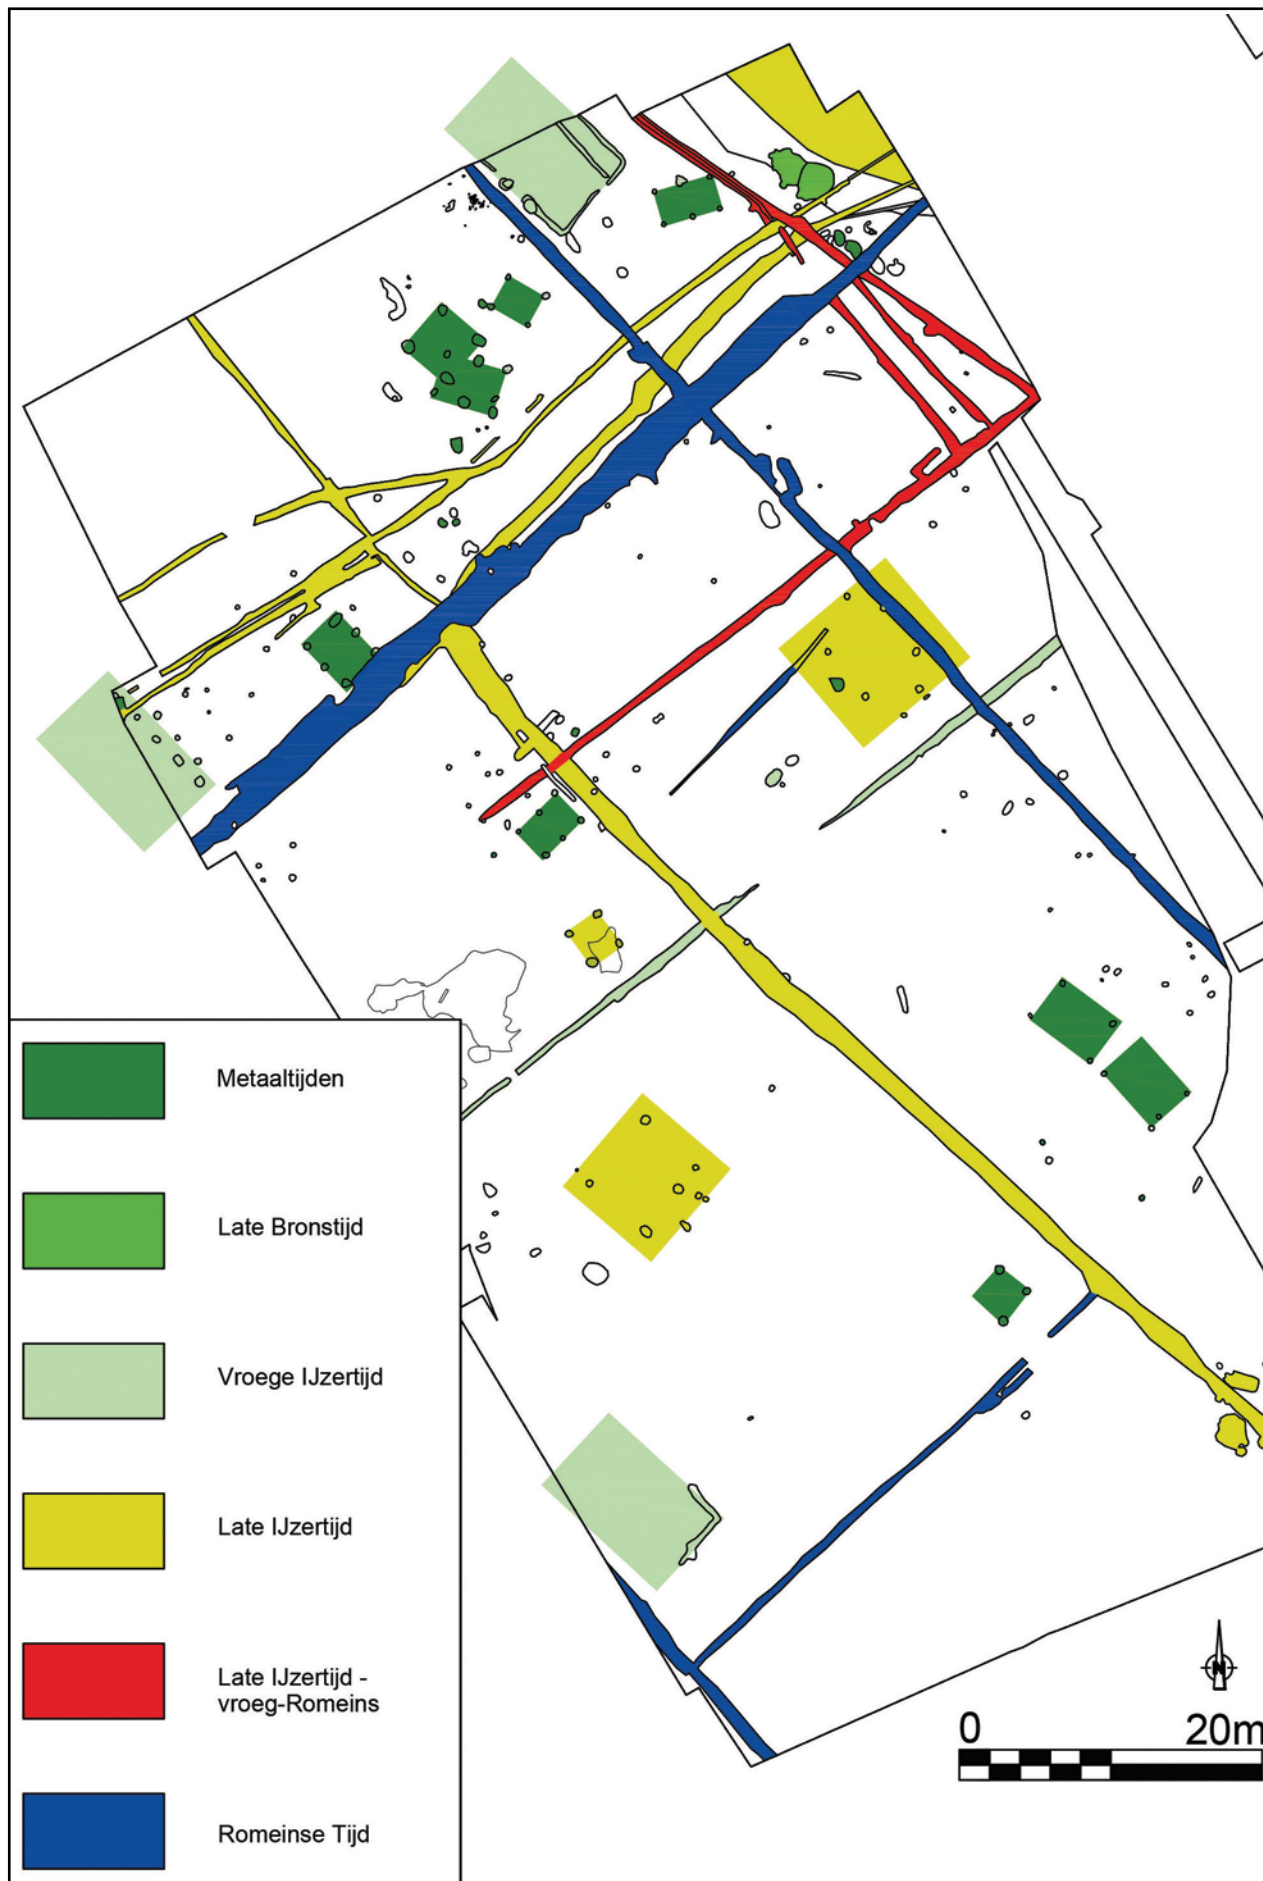 Metaaltijden
Late Bronstijd
Vroege IJzertijd
Late IJzertijd
Late IJzertijd -
vroeg-Romeins
Romeinse Tijd
N
0 20m